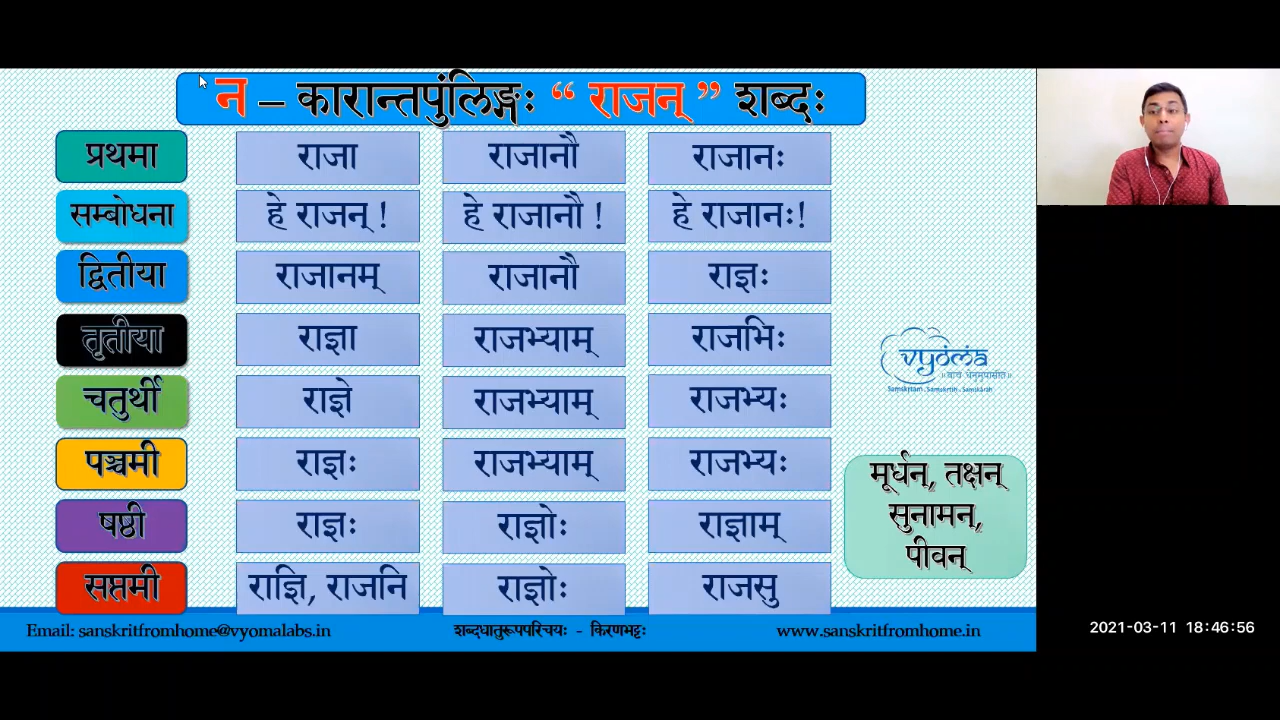 न – कारान्तपुंलिङ्गः “ राजन् ” शब्दः
प्रथमा राजा राजानौ राजानः
सम्बोधना हे राजन् ! हे राजानौ ! हे राजानः!
द्वितीया राजानम् राजानौ राज्ञः
तृतीया राज्ञा राजभ्याम् राजभिः
चतुर्थी राज्ञे राजभ्याम् राजभ्यः
पञ्चमी राज्ञः राजभ्याम् राजभ्यः
षष्ठी राज्ञः राज्ञोः राज्ञाम्
सप्तमी राज्ञि, राजनि राज्ञोः राजसु
vyoma
॥ वाचं धेनुमुपासीत॥
Samskrtam . Samskrtih . Samskarah
मूर्धन्, तक्षन्
सुनामन्,
पीवन्
Email: sanskritfromhome@vyomalabs.in शब्दधातुरूपपरिचयः - किरणभट्टः www.sanskritfromhome.in
2021-03-11 18:46:56